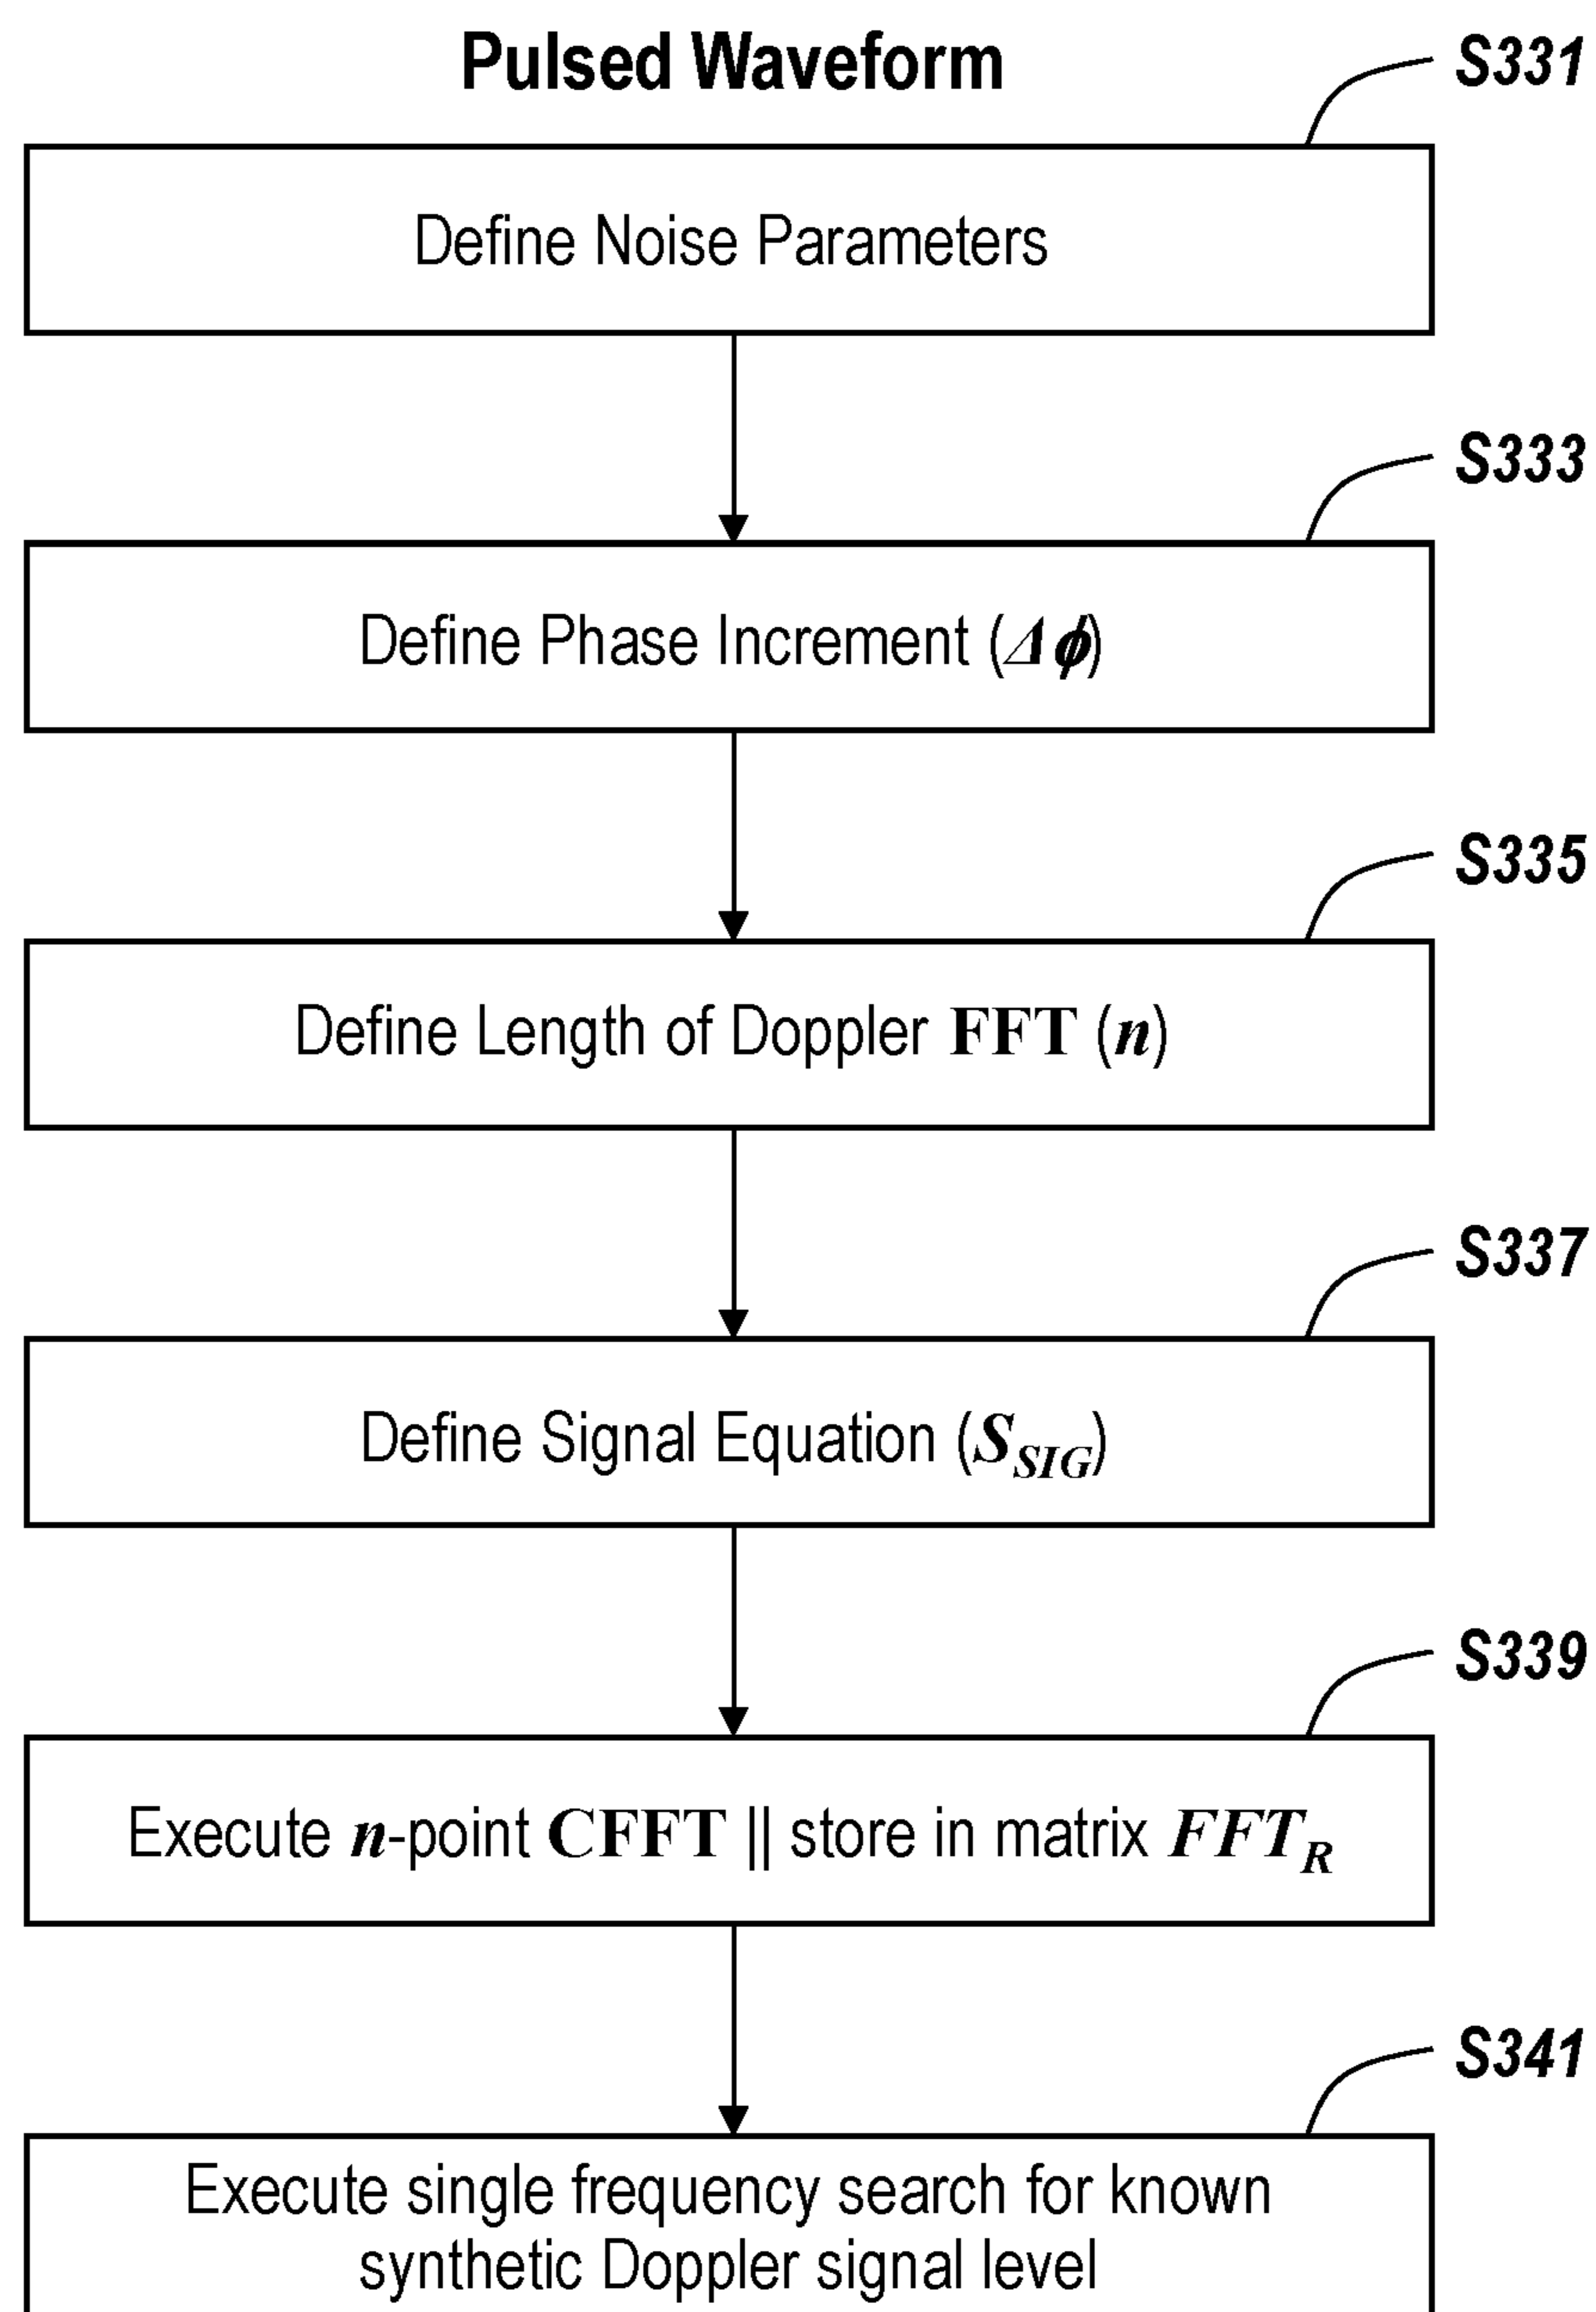 Pulsed Waveform
S331
Define Noise Parameters
S333
Define Phase Increment (Δϕ)
S335
Define Length of Doppler FFT (n)
S337
Define Signal Equation (S_SIG)
S339
Execute n-point CFFT || store in matrix FFT_R
S341
Execute single frequency search for known
synthetic Doppler signal level